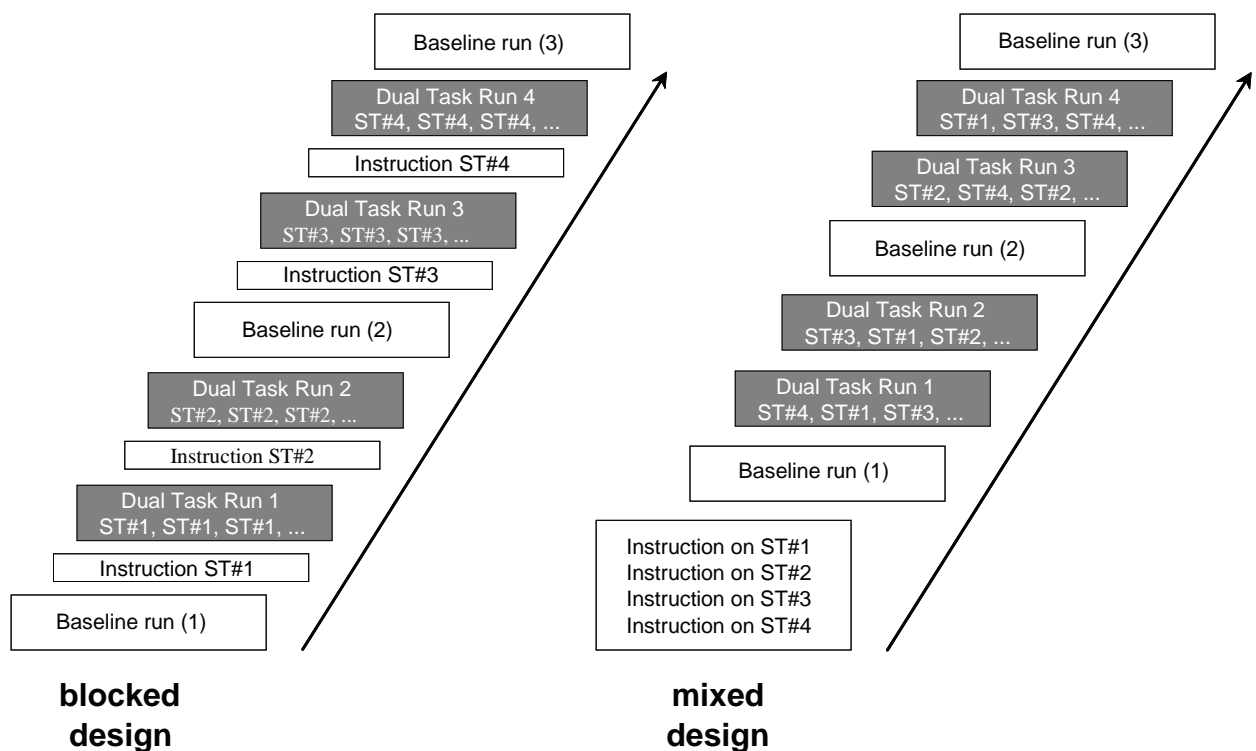 Baseline run (3)
Dual Task Run 4
ST#4, ST#4, ST#4, ...
Instruction ST#4
Dual Task Run 3
ST#3, ST#3, ST#3, ...
Instruction ST#3
Baseline run (2)
Dual Task Run 2
ST#2, ST#2, ST#2, ...
Instruction ST#2
Dual Task Run 1
ST#1, ST#1, ST#1, ...
Instruction ST#1
Baseline run (1)
blocked
design
Baseline run (3)
Dual Task Run 4
ST#1, ST#3, ST#4, ...
Dual Task Run 3
ST#2, ST#4, ST#2, ...
Baseline run (2)
Dual Task Run 2
ST#3, ST#1, ST#2, ...
Dual Task Run 1
ST#4, ST#1, ST#3, ...
Baseline run (1)
Instruction on ST#1
Instruction on ST#2
Instruction on ST#3
Instruction on ST#4
mixed
design